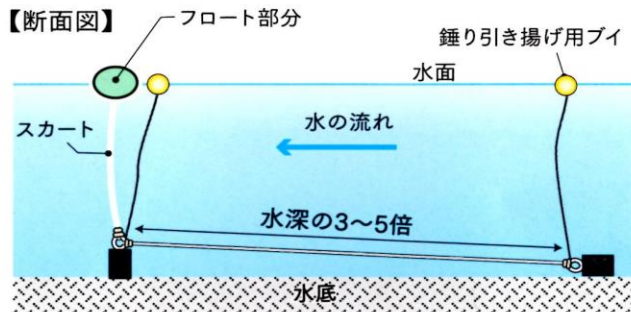 【断面図】
フロート部分
錘り引き揚げ用ブイ
水面
スカート
水の流れ
水深の3〜5倍
水底